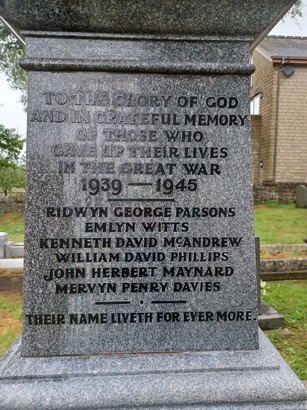 TO THE GLORY OF GOD
AND IN GRATEFUL MEMORY
OF THOSE WHO
GAVE UP THEIR LIVES
IN THE GREAT WAR
1939 — 1945
RIDWYN GEORGE PARSONS
EMLYN WITTS
KENNETH DAVID McANDREW
WILLIAM DAVID PHILLIPS
JOHN HERBERT MAYNARD
MERVYN PENRY DAVIES
THEIR NAME LIVETH FOR EVER MORE.